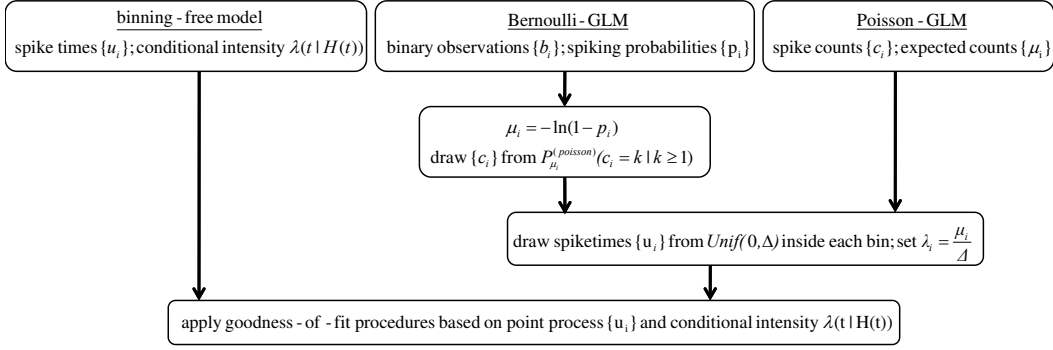 binning - free model
spike times {u_i}; conditional intensity λ(t | H(t))
Bernoulli - GLM
binary observations {b_i}; spiking probabilities {p_i}
Poisson - GLM
spike counts {c_i}; expected counts {μ_i}
μ_i = −ln(1 − p_i)
draw {c_i} from P_{μ_i}^{(poisson)}(c_i = k | k ≥ 1)
draw spiketimes {u_i} from Unif(0,Δ) inside each bin; set λ_i = μ_i/Δ
apply goodness - of - fit procedures based on point process {u_i} and conditional intensity λ(t | H(t))